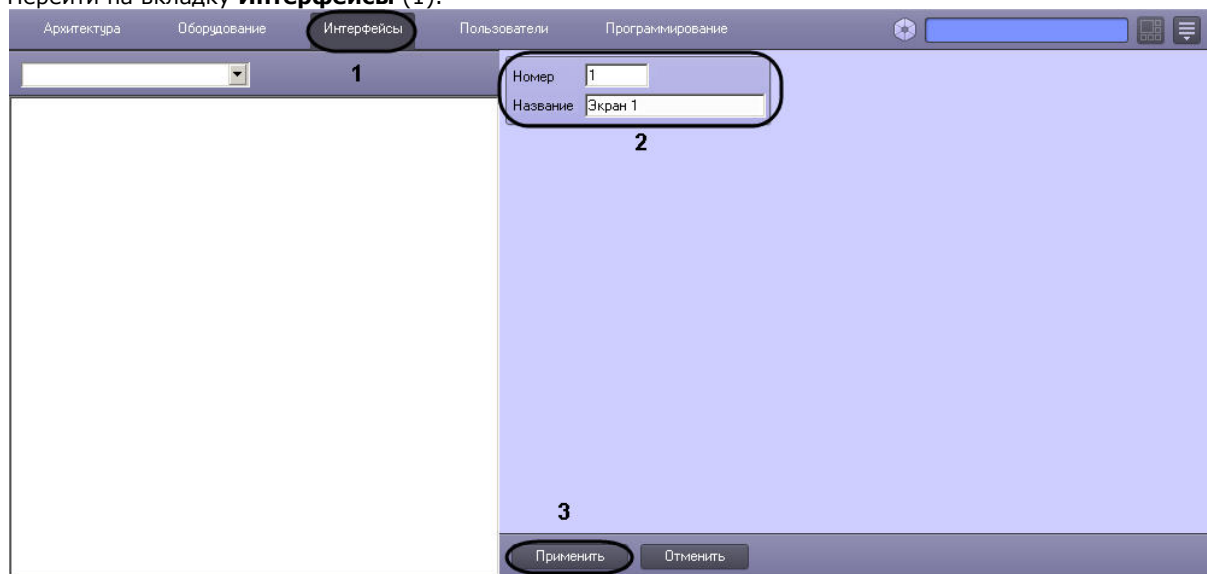 Перейти на вкладку Интерфейсы (1).
Архитектура Оборудование Интерфейсы Пользователи Программирование
1
Номер 1
Название Экран 1
2
3
Применить Отменить